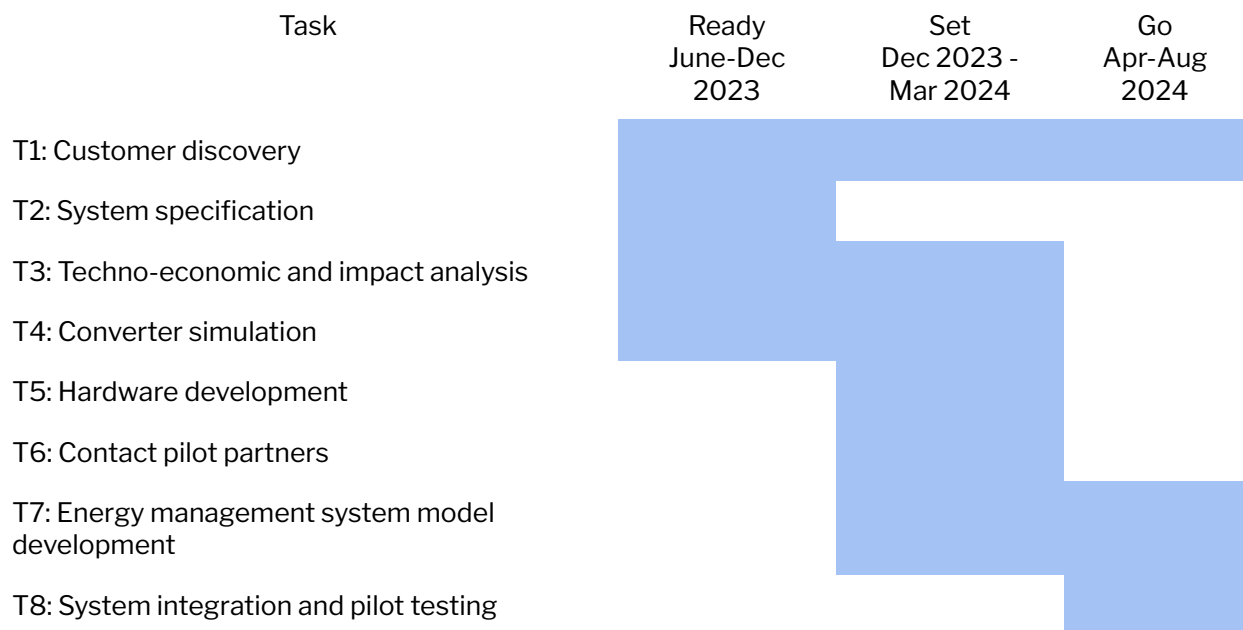 Task
Ready
June-Dec
2023
Set
Dec 2023 -
Mar 2024
Go
Apr-Aug
2024
T1: Customer discovery
T2: System specification
T3: Techno-economic and impact analysis
T4: Converter simulation
T5: Hardware development
T6: Contact pilot partners
T7: Energy management system model
development
T8: System integration and pilot testing